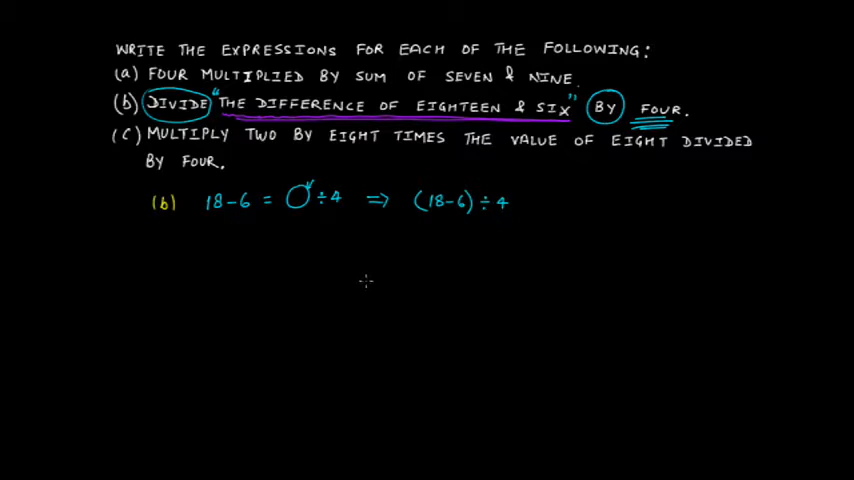 WRITE THE EXPRESSIONS FOR EACH OF THE FOLLOWING:
(a) FOUR MULTIPLIED BY SUM OF SEVEN & NINE.
(b) DIVIDE "THE DIFFERENCE OF EIGHTEEN & SIX" BY FOUR.
(c) MULTIPLY TWO BY EIGHT TIMES THE VALUE OF EIGHT DIVIDED
BY FOUR.
(b) 18-6 = ○ ÷ 4 ⇒ (18-6) ÷ 4